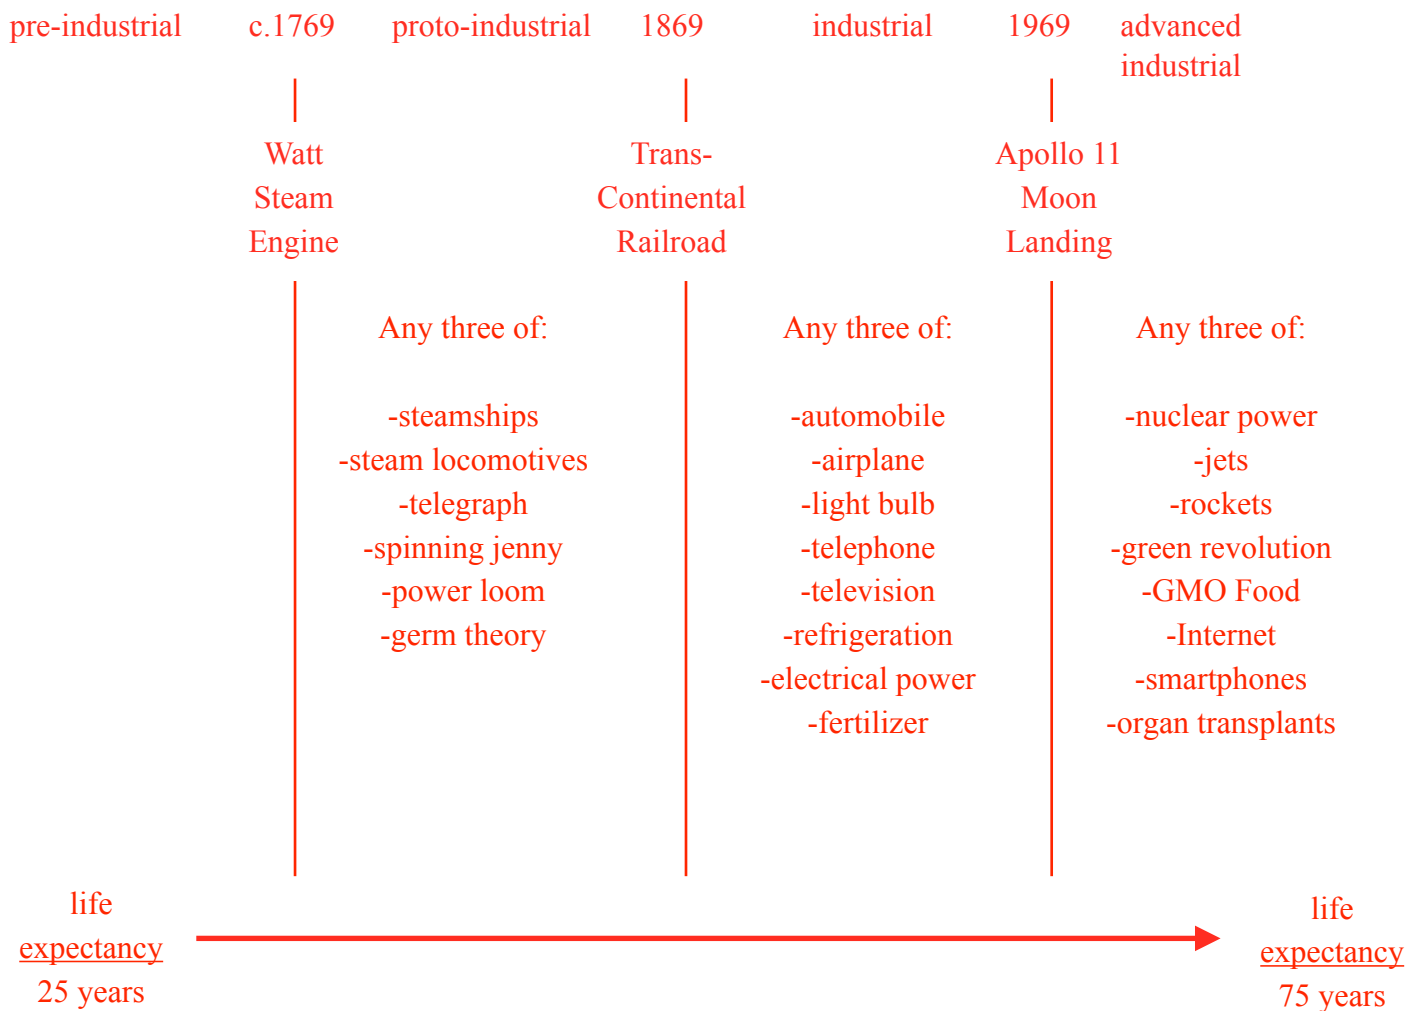 pre-industrial c.1769 proto-industrial 1869 industrial 1969 advanced
industrial
Watt
Steam
Engine
Trans-
Continental
Railroad
Apollo 11
Moon
Landing
Any three of:
-steamships
-steam locomotives
-telegraph
-spinning jenny
-power loom
-germ theory
Any three of:
-automobile
-airplane
-light bulb
-telephone
-television
-refrigeration
-electrical power
-fertilizer
Any three of:
-nuclear power
-jets
-rockets
-green revolution
-GMO Food
-Internet
-smartphones
-organ transplants
life
expectancy
25 years
life
expectancy
75 years